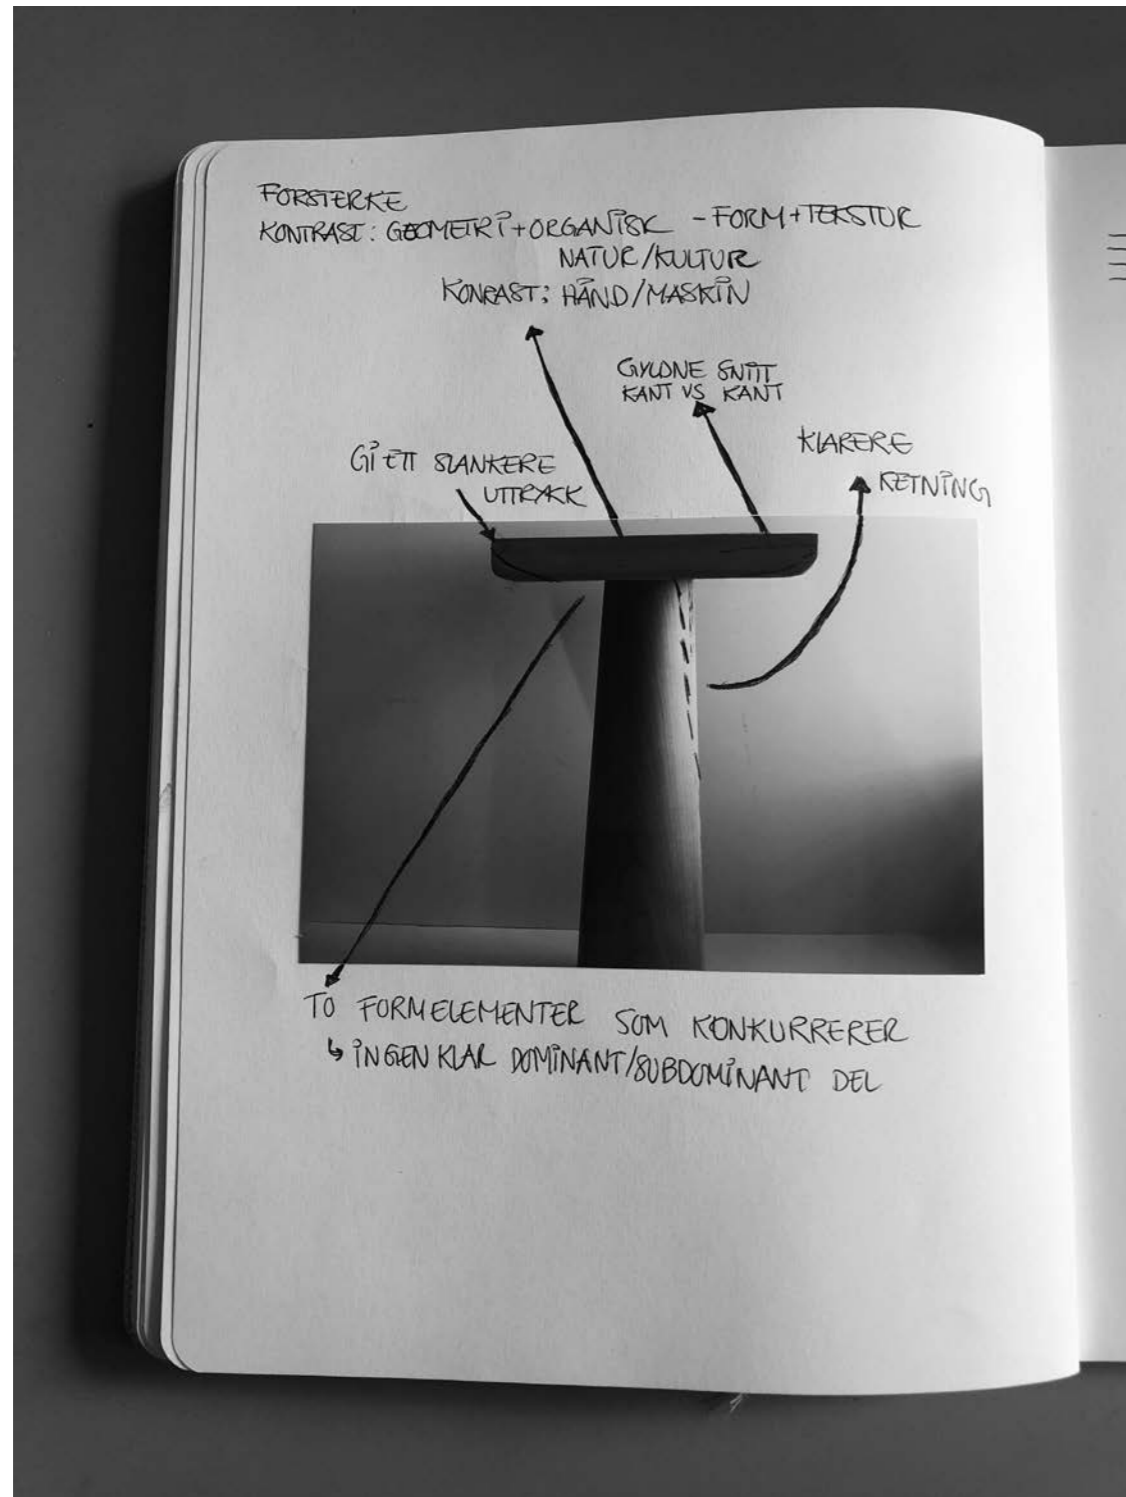 FORSTERKE
KONTRAST: GEOMETRI+ORGANISK - FORM+TEKSTUR
NATUR/KULTUR
KONRAST: HÅND/MASKIN
GYLDNE SNITT
KANT VS KANT
KLARERE
RETNING
GI ETT SLANKERE
UTTRYKK
TO FORMELEMENTER SOM KONKURRERER
↳ INGEN KLAR DOMINANT/SUBDOMINANT DEL